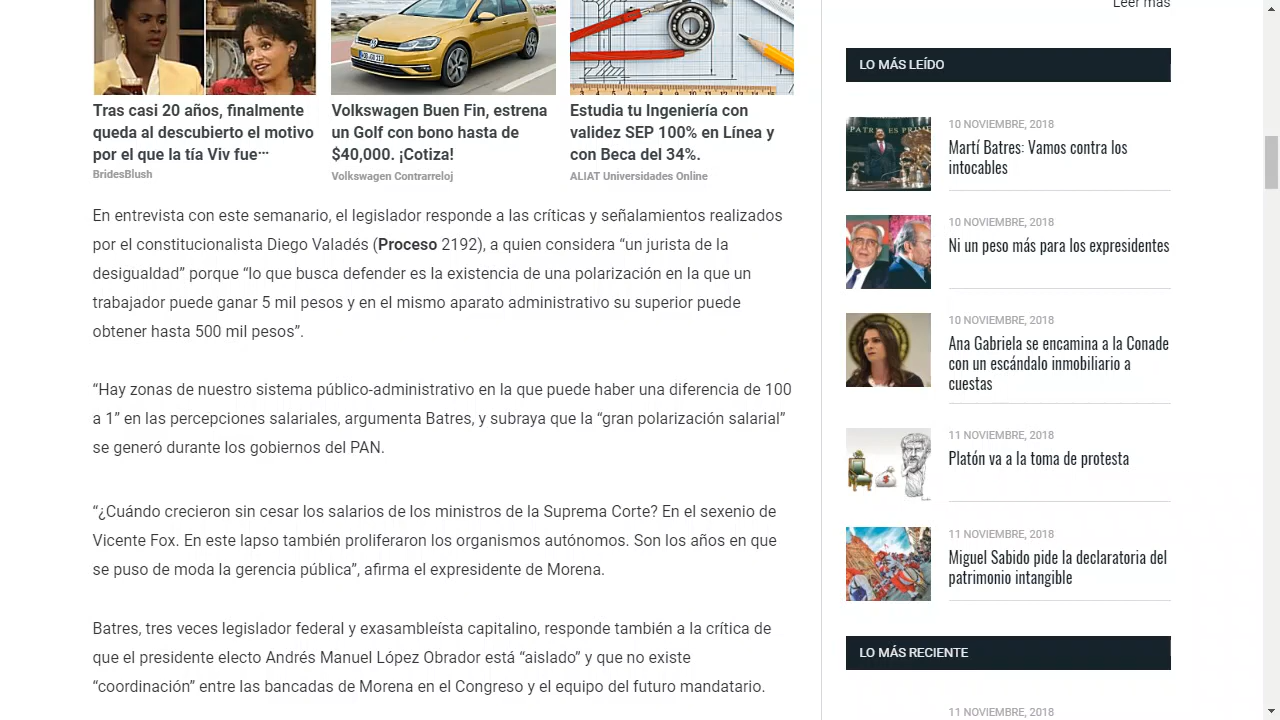 Leer más
Tras casi 20 años, finalmente
queda al descubierto el motivo
por el que la tía Viv fue···
BridesBlush
Volkswagen Buen Fin, estrena
un Golf con bono hasta de
$40,000. ¡Cotiza!
Volkswagen Contrarreloj
Estudia tu Ingeniería con
validez SEP 100% en Línea y
con Beca del 34%.
ALIAT Universidades Online
En entrevista con este semanario, el legislador responde a las críticas y señalamientos realizados
por el constitucionalista Diego Valadés (Proceso 2192), a quien considera “un jurista de la
desigualdad” porque “lo que busca defender es la existencia de una polarización en la que un
trabajador puede ganar 5 mil pesos y en el mismo aparato administrativo su superior puede
obtener hasta 500 mil pesos”.
“Hay zonas de nuestro sistema público-administrativo en la que puede haber una diferencia de 100
a 1” en las percepciones salariales, argumenta Batres, y subraya que la “gran polarización salarial”
se generó durante los gobiernos del PAN.
“¿Cuándo crecieron sin cesar los salarios de los ministros de la Suprema Corte? En el sexenio de
Vicente Fox. En este lapso también proliferaron los organismos autónomos. Son los años en que
se puso de moda la gerencia pública”, afirma el expresidente de Morena.
Batres, tres veces legislador federal y exasambleísta capitalino, responde también a la crítica de
que el presidente electo Andrés Manuel López Obrador está “aislado” y que no existe
“coordinación” entre las bancadas de Morena en el Congreso y el equipo del futuro mandatario.
LO MÁS LEÍDO
10 NOVIEMBRE, 2018
Martí Batres: Vamos contra los
intocables
10 NOVIEMBRE, 2018
Ni un peso más para los expresidentes
10 NOVIEMBRE, 2018
Ana Gabriela se encamina a la Conade
con un escándalo inmobiliario a
cuestas
11 NOVIEMBRE, 2018
Platón va a la toma de protesta
11 NOVIEMBRE, 2018
Miguel Sabido pide la declaratoria del
patrimonio intangible
LO MÁS RECIENTE
11 NOVIEMBRE, 2018